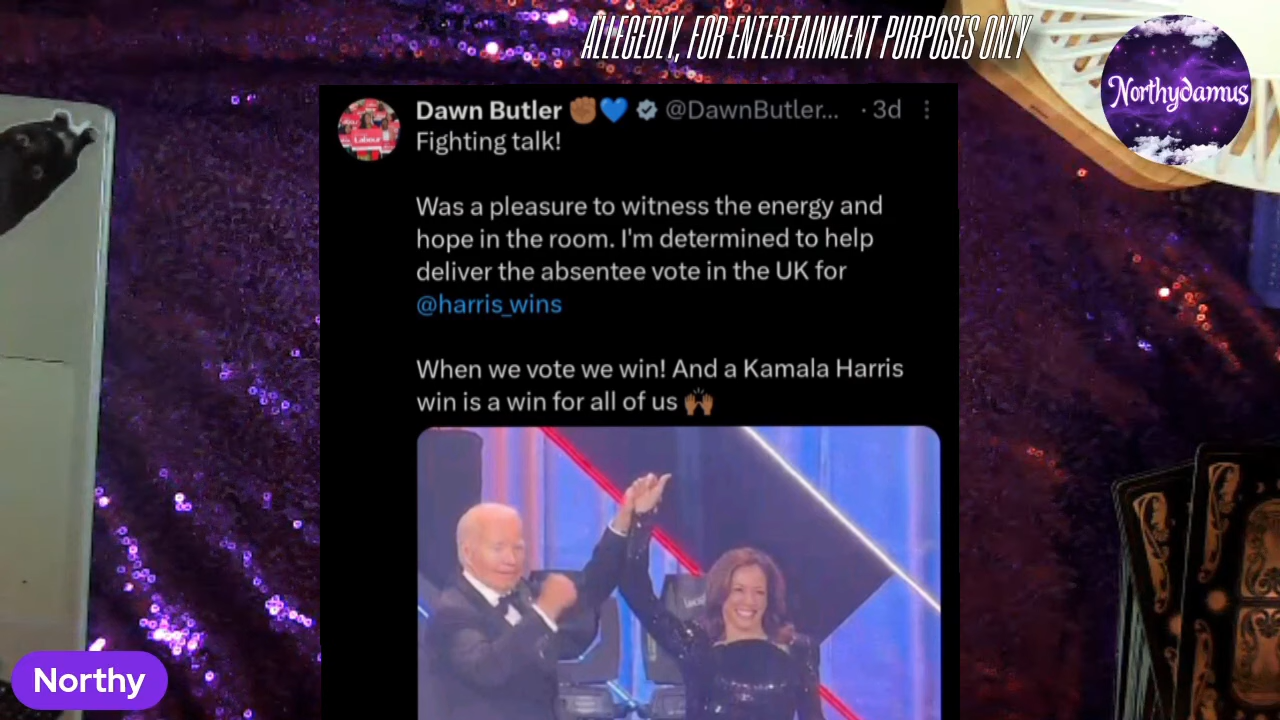 ALLEGEDLY, FOR ENTERTAINMENT PURPOSES ONLY
Northydamus
Dawn Butler ✊🏾💙 @DawnButler... · 3d
Fighting talk!
Was a pleasure to witness the energy and
hope in the room. I'm determined to help
deliver the absentee vote in the UK for
@harris_wins
When we vote we win! And a Kamala Harris
win is a win for all of us 🙌🏾
Labour
Northy